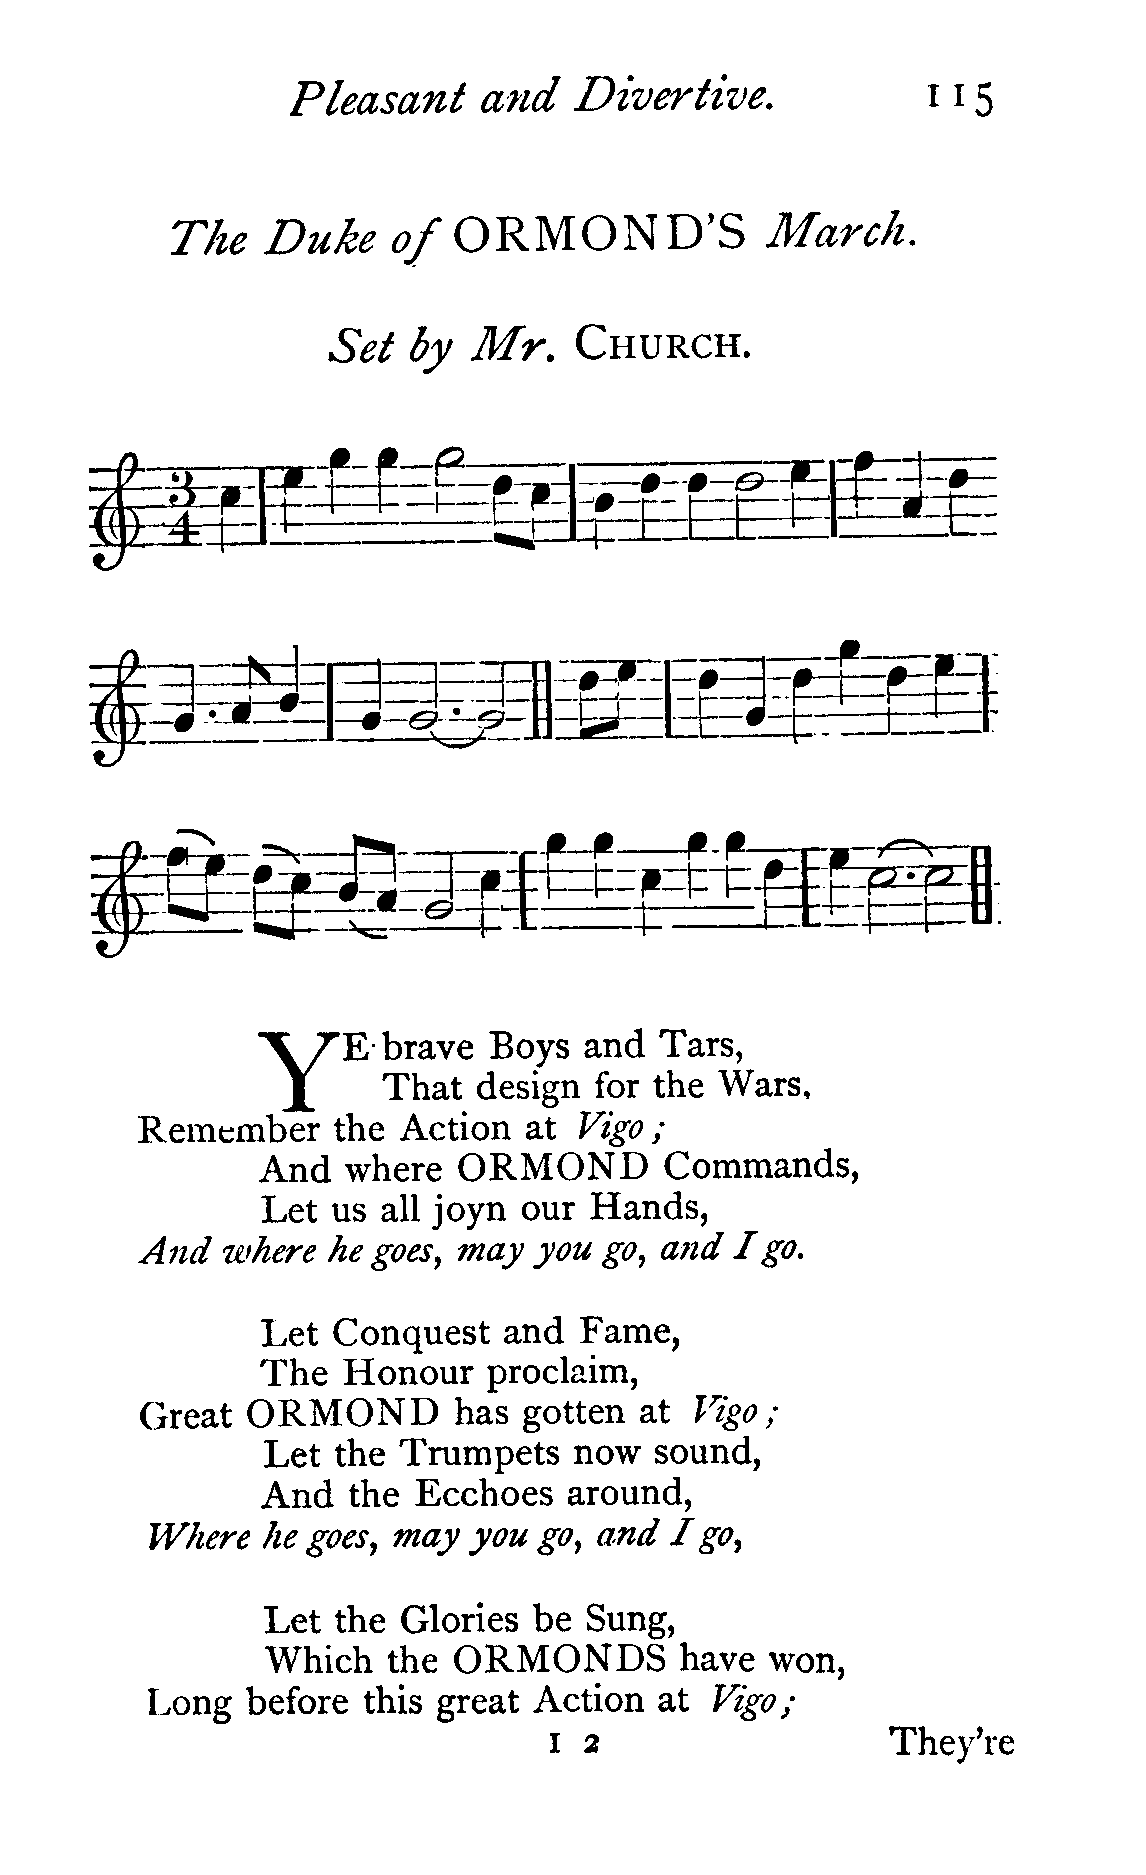 Pleasant and Divertive. 115
The Duke of ORMOND'S March.
Set by Mr. CHURCH.
3
4
YE brave Boys and Tars,
That design for the Wars,
Remember the Action at Vigo;
And where ORMOND Commands,
Let us all joyn our Hands,
And where he goes, may you go, and I go.
Let Conquest and Fame,
The Honour proclaim,
Great ORMOND has gotten at Vigo;
Let the Trumpets now sound,
And the Ecchoes around,
Where he goes, may you go, and I go,
Let the Glories be Sung,
Which the ORMONDS have won,
Long before this great Action at Vigo;
I 2 They're